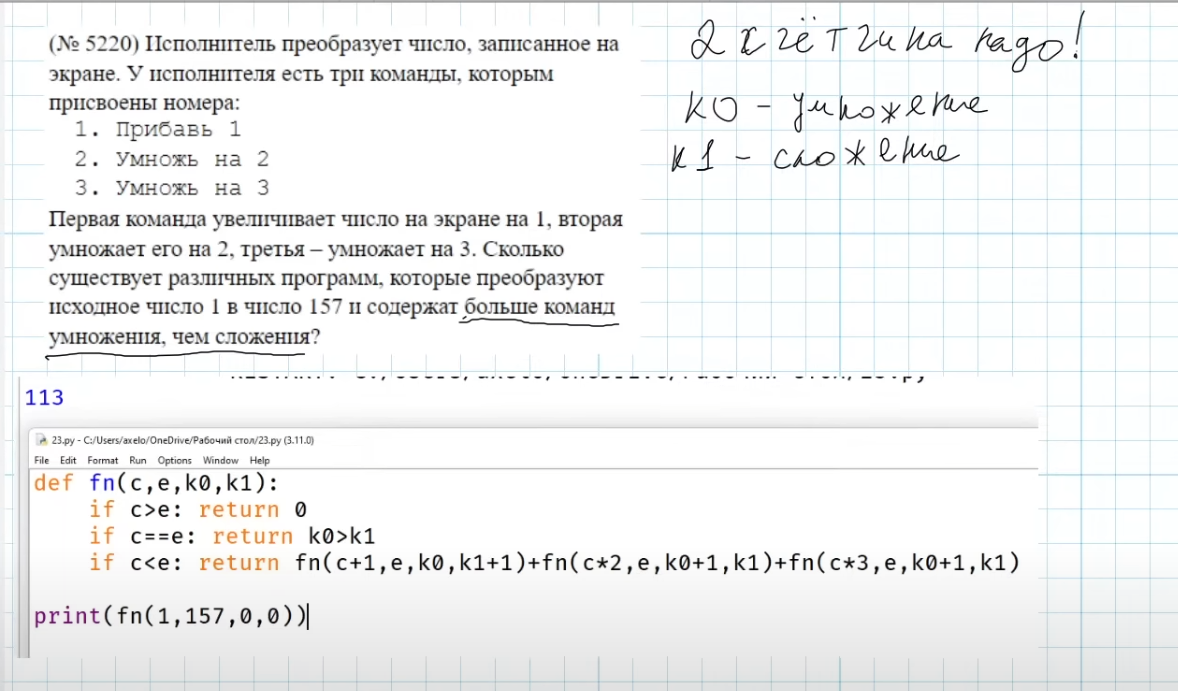 (№ 5220) Исполнитель преобразует число, записанное на
экране. У исполнителя есть три команды, которым
присвоены номера:
1. Прибавь 1
2. Умножь на 2
3. Умножь на 3
Первая команда увеличивает число на экране на 1, вторая
умножает его на 2, третья – умножает на 3. Сколько
существует различных программ, которые преобразуют
исходное число 1 в число 157 и содержат больше команд
умножения, чем сложения?
2 счётчика надо!
k0 - умножение
k1 - сложение
113
23.py - C:/Users/axelo/OneDrive/Рабочий стол/23.py (3.11.0)
File Edit Format Run Options Window Help
def fn(c,e,k0,k1):
    if c>e: return 0
    if c==e: return k0>k1
    if c<e: return fn(c+1,e,k0,k1+1)+fn(c*2,e,k0+1,k1)+fn(c*3,e,k0+1,k1)
print(fn(1,157,0,0))